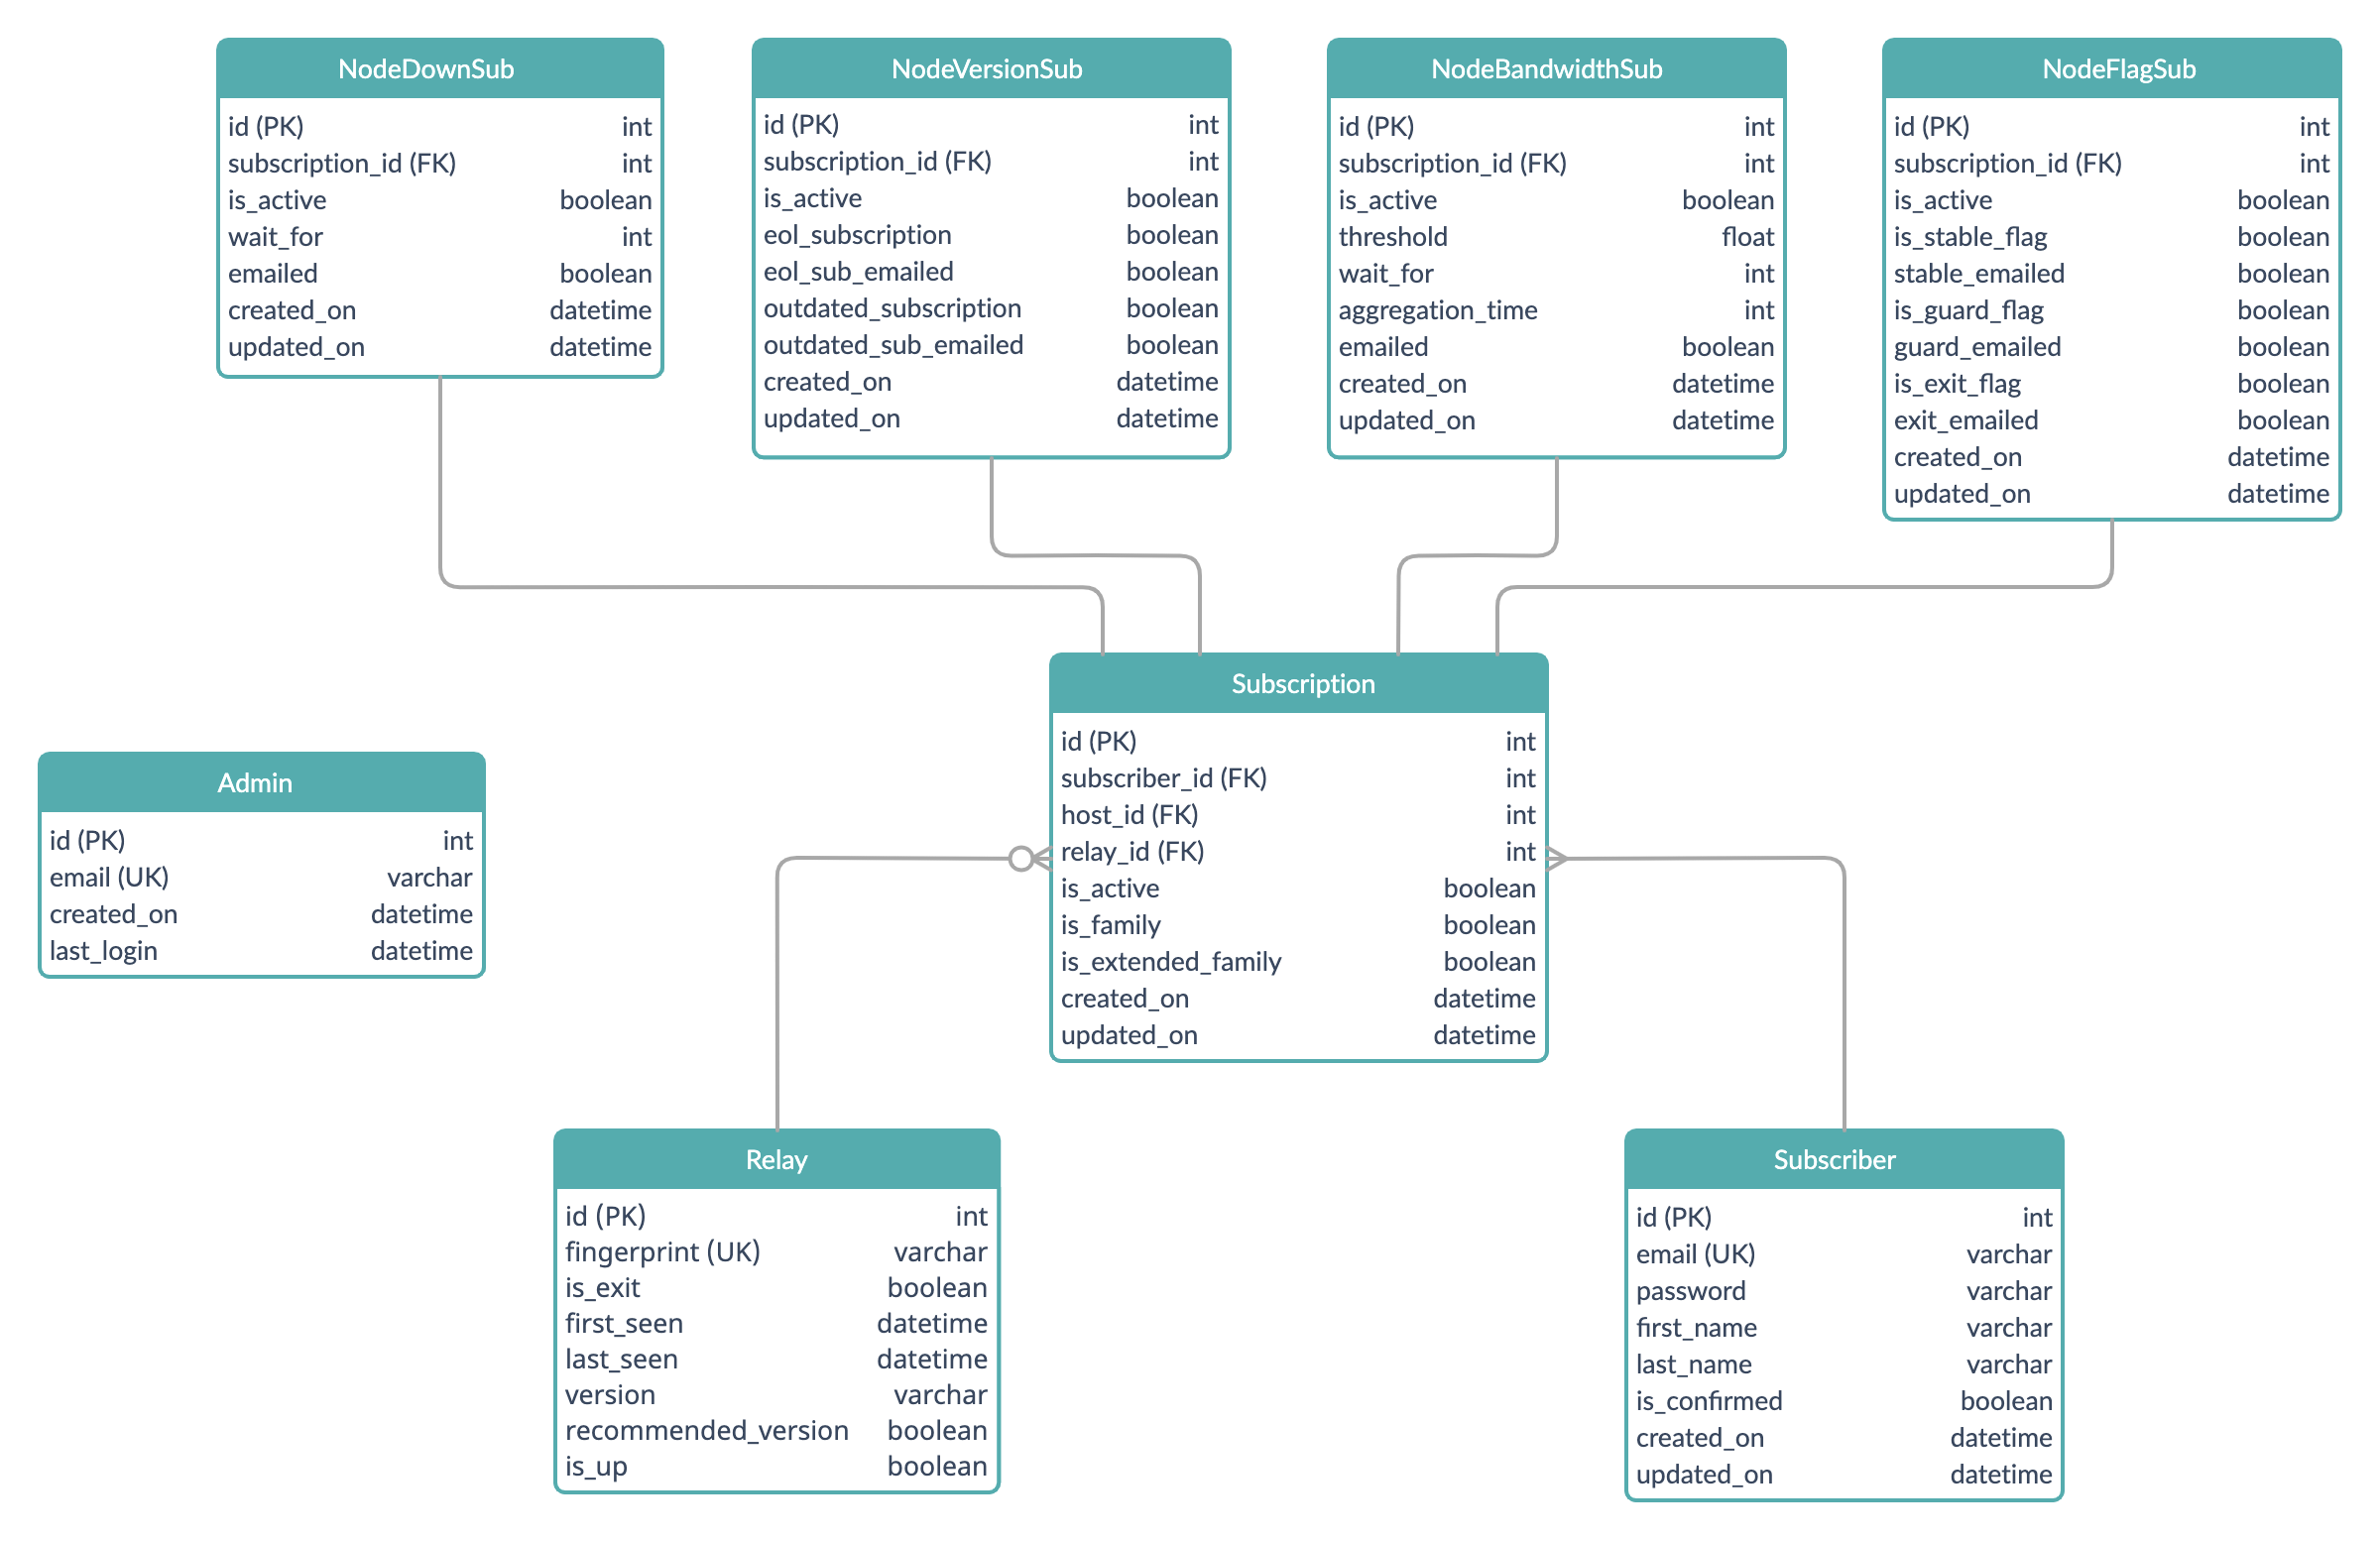 NodeDownSub
id (PK) int
subscription_id (FK) int
is_active boolean
wait_for int
emailed boolean
created_on datetime
updated_on datetime
NodeVersionSub
id (PK) int
subscription_id (FK) int
is_active boolean
eol_subscription boolean
eol_sub_emailed boolean
outdated_subscription boolean
outdated_sub_emailed boolean
created_on datetime
updated_on datetime
NodeBandwidthSub
id (PK) int
subscription_id (FK) int
is_active boolean
threshold float
wait_for int
aggregation_time int
emailed boolean
created_on datetime
updated_on datetime
NodeFlagSub
id (PK) int
subscription_id (FK) int
is_active boolean
is_stable_flag boolean
stable_emailed boolean
is_guard_flag boolean
guard_emailed boolean
is_exit_flag boolean
exit_emailed boolean
created_on datetime
updated_on datetime
Subscription
id (PK) int
subscriber_id (FK) int
host_id (FK) int
relay_id (FK) int
is_active boolean
is_family boolean
is_extended_family boolean
created_on datetime
updated_on datetime
Admin
id (PK) int
email (UK) varchar
created_on datetime
last_login datetime
Relay
id (PK) int
fingerprint (UK) varchar
is_exit boolean
first_seen datetime
last_seen datetime
version varchar
recommended_version boolean
is_up boolean
Subscriber
id (PK) int
email (UK) varchar
password varchar
first_name varchar
last_name varchar
is_confirmed boolean
created_on datetime
updated_on datetime